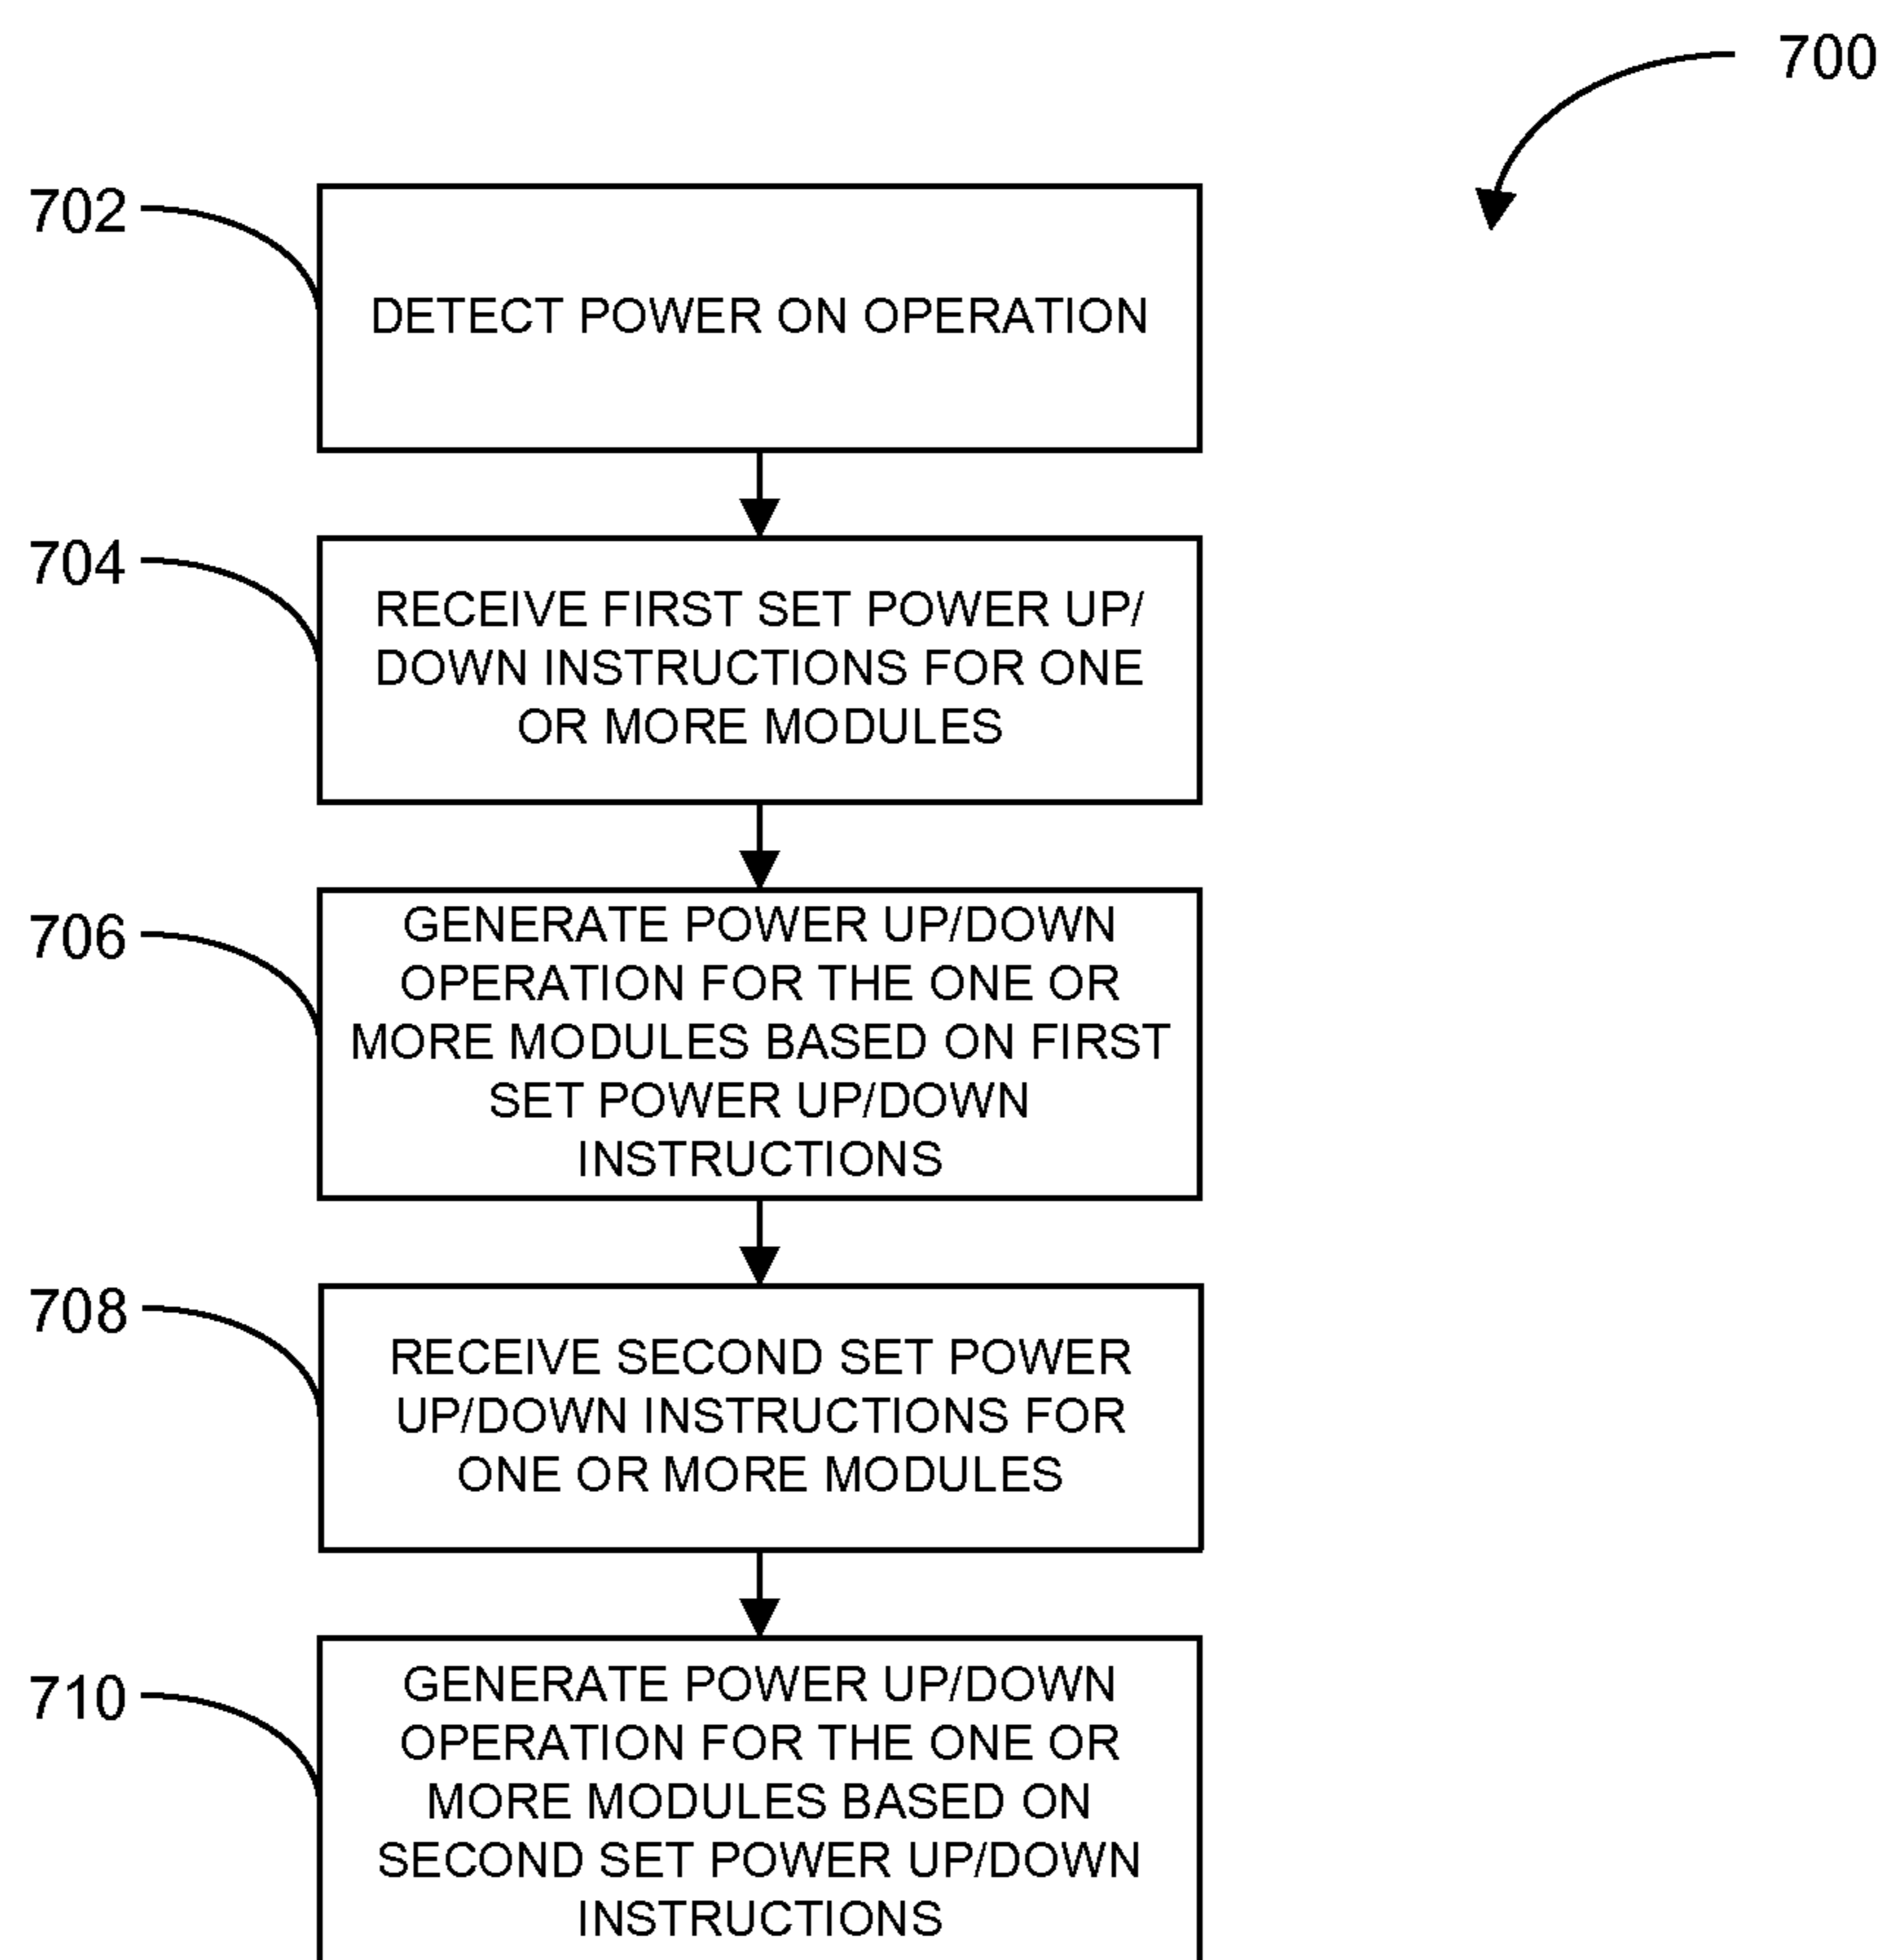 700
702
DETECT POWER ON OPERATION
704
RECEIVE FIRST SET POWER UP/
DOWN INSTRUCTIONS FOR ONE
OR MORE MODULES
706
GENERATE POWER UP/DOWN
OPERATION FOR THE ONE OR
MORE MODULES BASED ON FIRST
SET POWER UP/DOWN
INSTRUCTIONS
708
RECEIVE SECOND SET POWER
UP/DOWN INSTRUCTIONS FOR
ONE OR MORE MODULES
710
GENERATE POWER UP/DOWN
OPERATION FOR THE ONE OR
MORE MODULES BASED ON
SECOND SET POWER UP/DOWN
INSTRUCTIONS